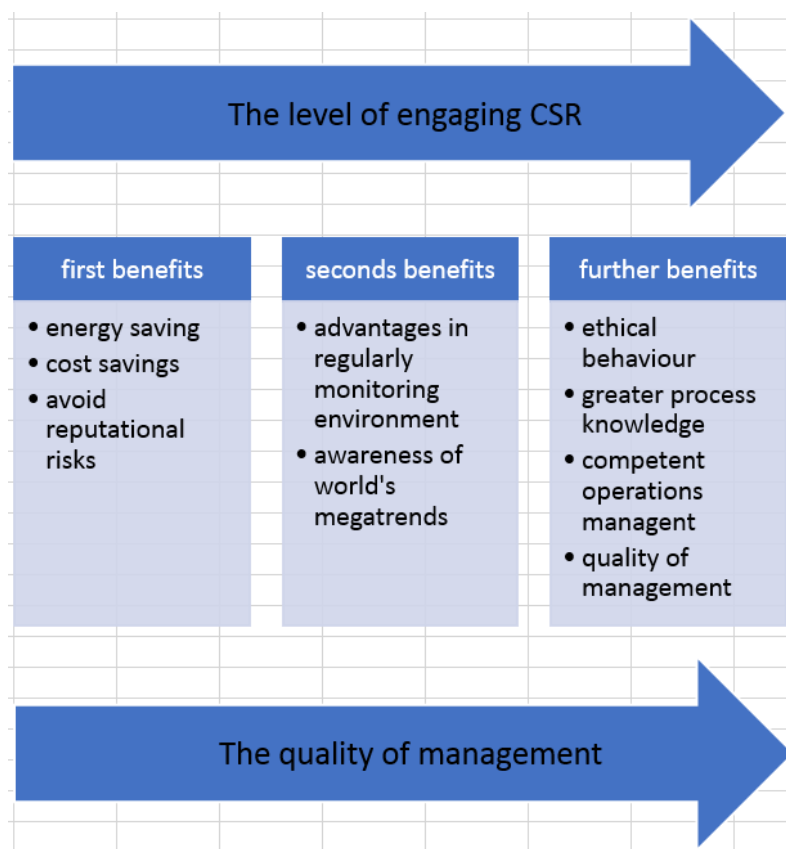 The level of engaging CSR
first benefits
• energy saving
• cost savings
• avoid
reputational
risks
seconds benefits
• advantages in
regularly
monitoring
environment
• awareness of
world's
megatrends
further benefits
• ethical
behaviour
• greater process
knowledge
• competent
operations
managent
• quality of
management
The quality of management